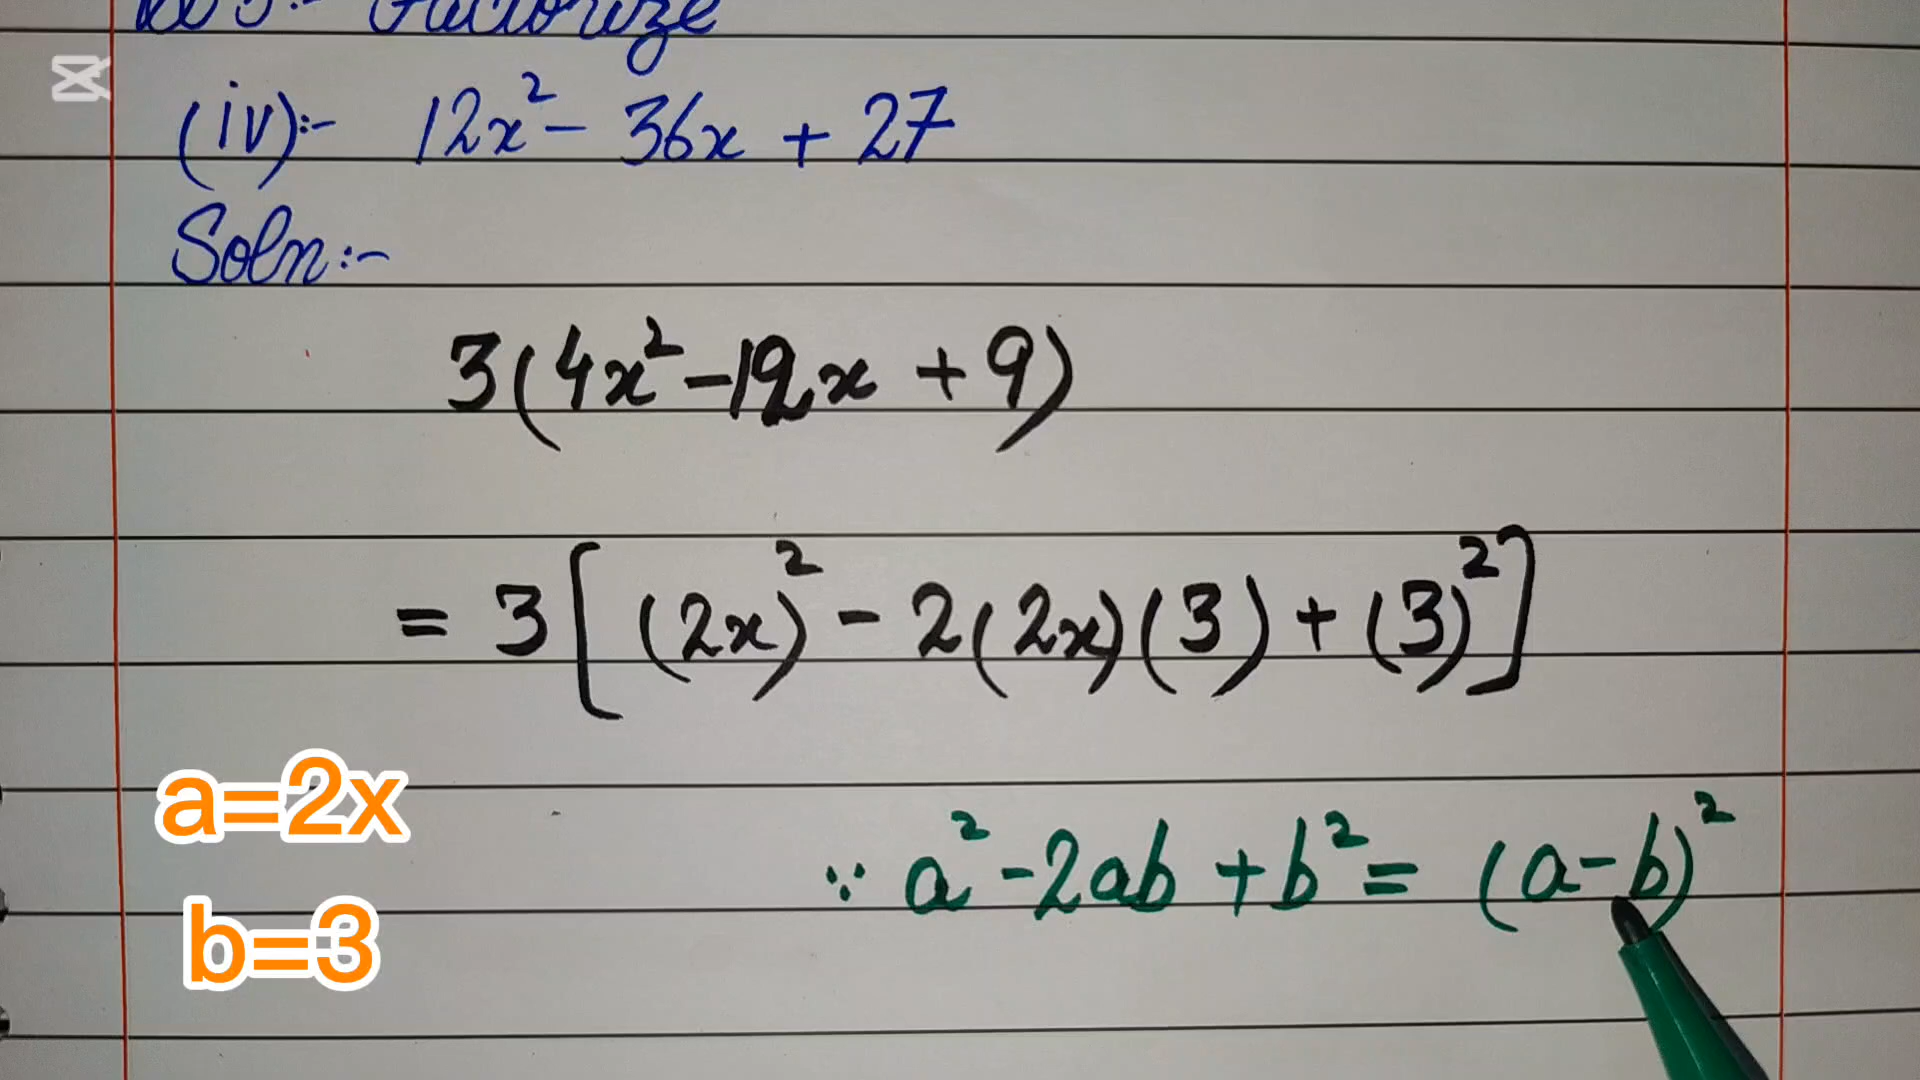 Factorize
(iv):- 12x² - 36x + 27
Soln:-
3(4x² - 12x + 9)
= 3[(2x)² - 2(2x)(3) + (3)²]
a=2x
∵ a² - 2ab + b² = (a-b)²
b=3